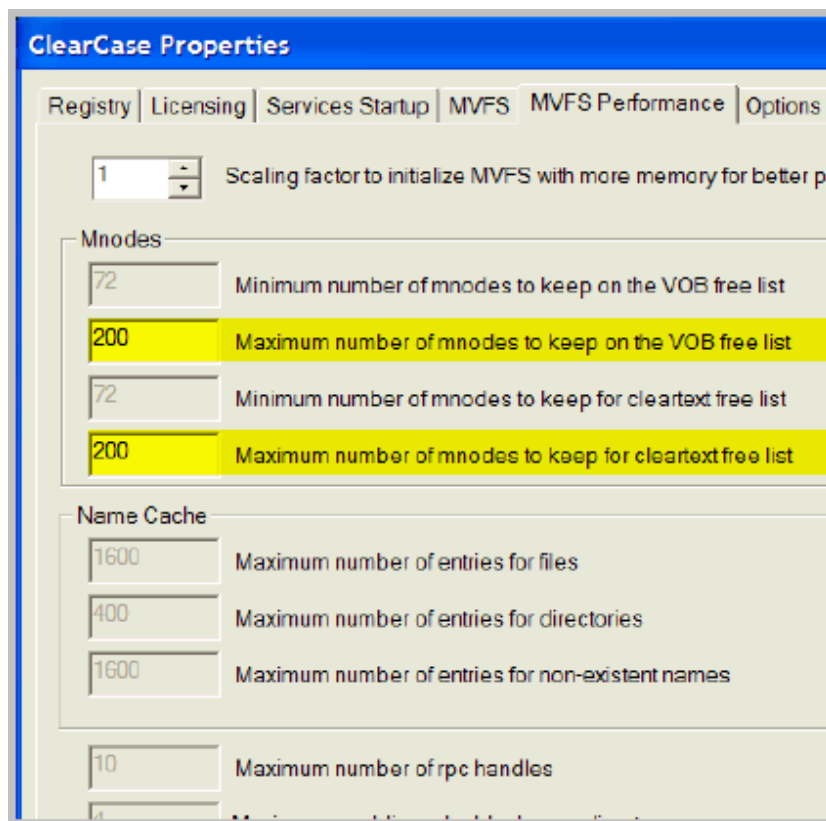 ClearCase Properties
Registry Licensing Services Startup MVFS MVFS Performance Options
1 Scaling factor to initialize MVFS with more memory for better p
Mnodes
72 Minimum number of mnodes to keep on the VOB free list
200 Maximum number of mnodes to keep on the VOB free list
72 Minimum number of mnodes to keep for cleartext free list
200 Maximum number of mnodes to keep for cleartext free list
Name Cache
1600 Maximum number of entries for files
400 Maximum number of entries for directories
1600 Maximum number of entries for non-existent names
10 Maximum number of rpc handles